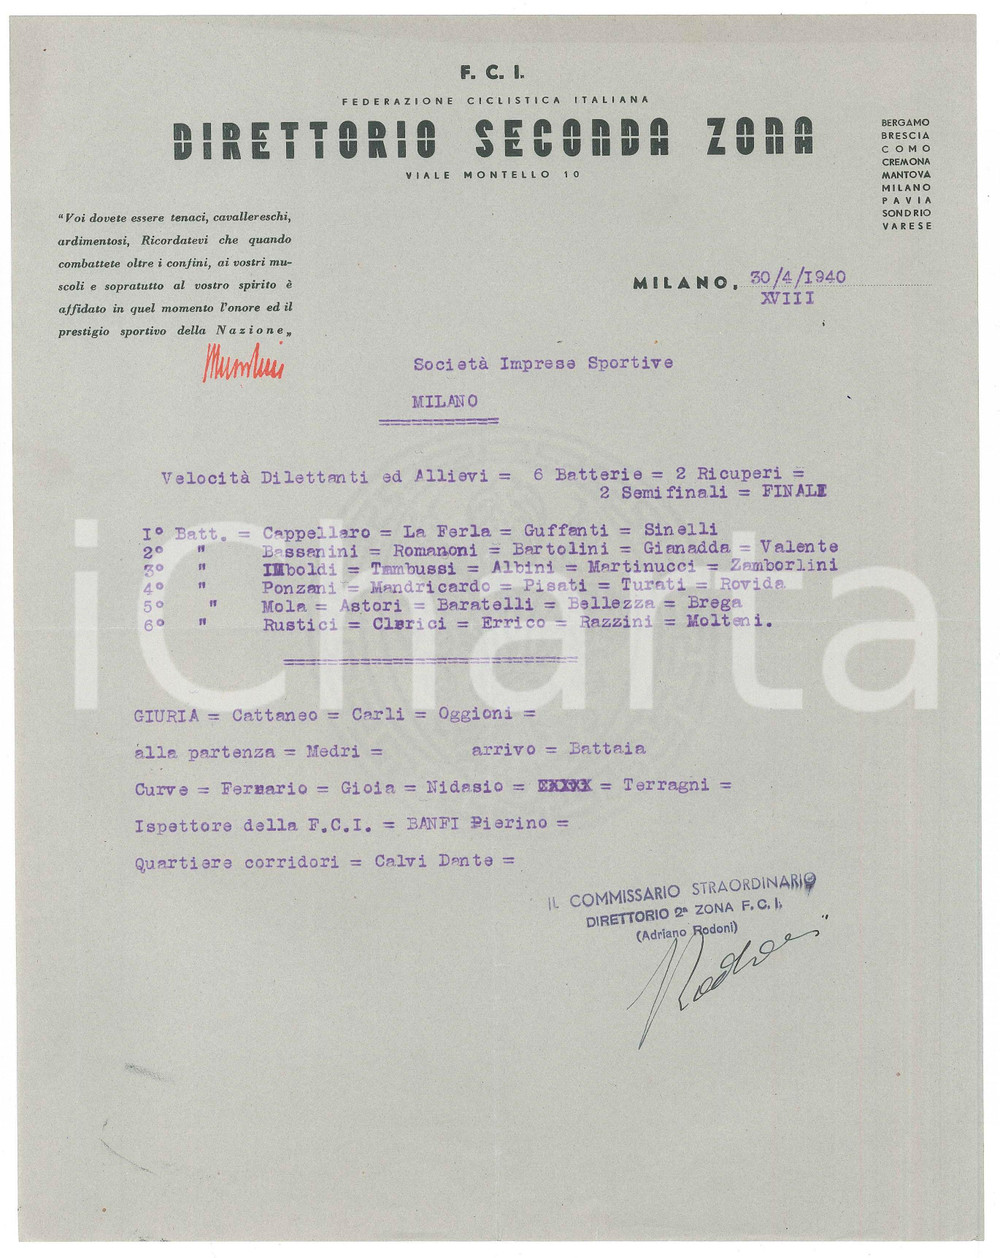 F. C. I.
FEDERAZIONE CICLISTICA ITALIANA
DIRETTORIO SECONDA ZONA
VIALE MONTELLO 10
BERGAMO
BRESCIA
COMO
CREMONA
MANTOVA
MILANO
PAVIA
SONDRIO
VARESE
"Voi dovete essere tenaci, cavallereschi,
ardimentosi, Ricordatevi che quando
combattete oltre i confini, ai vostri mu-
scoli e sopratutto al vostro spirito è
affidato in quel momento l'onore ed il
prestigio sportivo della Nazione„
Mussolini
MILANO, 30/4/1940
XVIII
Società Imprese Sportive
MILANO
Velocità Dilettanti ed Allievi = 6 Batterie = 2 Ricuperi =
2 Semifinali = FINALE
I° Batt. = Cappellaro = La Ferla = Guffanti = Sinelli
2° " Bassanini = Romanoni = Bartolini = Gianadda = Valente
3° " IMboldi = Tambussi = Albini = Martinucci = Zamborlini
4° " Ponzani = Mandricardo = Pisati = Turati = Rovida
5° " Mola = Astori = Baratelli = Bellezza = Brega
6° " Rustici = Clerici = Errico = Razzini = Molteni.
iCharta
GIURIA = Cattaneo = Carli = Oggioni =
alla partenza = Medri = arrivo = Battaia
Curve = Fernario = Gioia = Nidasio = = Terragni =
Ispettore della F.C.I. = BANFI Pierino =
Quartiere corridori = Calvi Dante =
IL COMMISSARIO STRAORDINARIO
DIRETTORIO 2ª ZONA F. C. I.
(Adriano Rodoni)
Rodoni